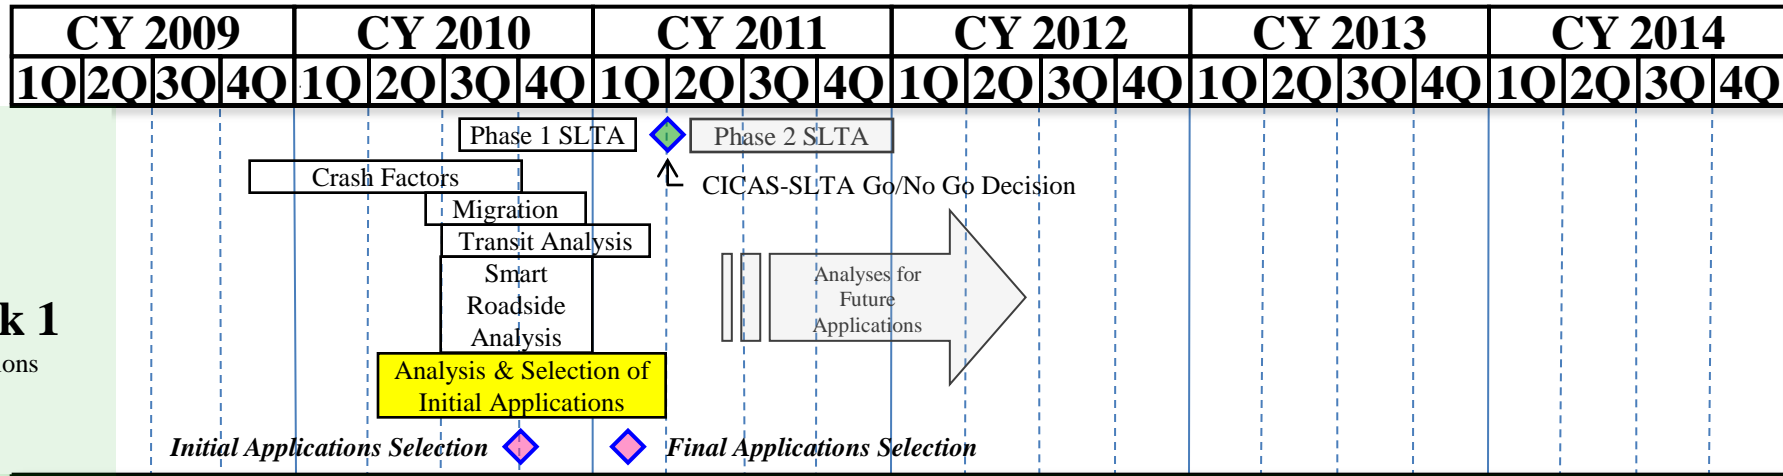 CY 2009 CY 2010 CY 2011 CY 2012 CY 2013 CY 2014
1Q 2Q 3Q 4Q 1Q 2Q 3Q 4Q 1Q 2Q 3Q 4Q 1Q 2Q 3Q 4Q 1Q 2Q 3Q 4Q 1Q 2Q 3Q 4Q
Phase 1 SLTA
Phase 2 SLTA
Crash Factors
CICAS-SLTA Go/No Go Decision
Migration
Transit Analysis
Smart
Roadside
Analysis
Analyses for
Future
Applications
k 1
ions
Analysis & Selection of
Initial Applications
Initial Applications Selection
Final Applications Selection